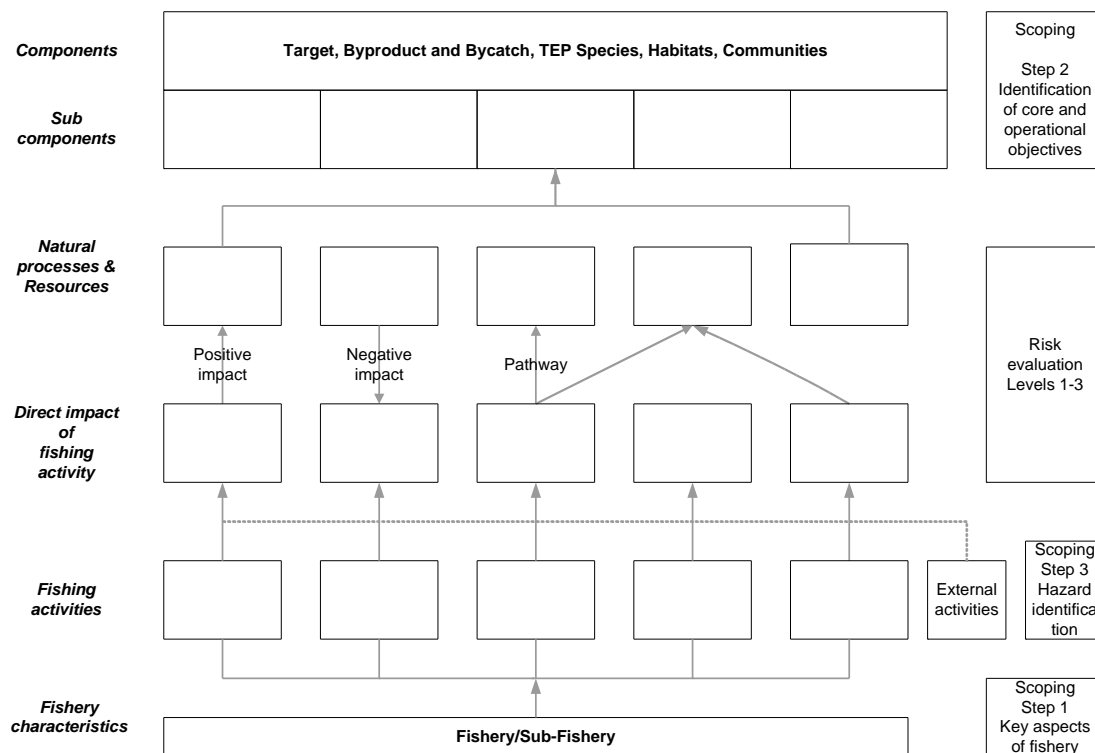 Components
Target, Byproduct and Bycatch, TEP Species, Habitats, Communities
Scoping
Step 2
Identification
of core and
operational
objectives
Sub
components
Natural
processes &
Resources
Positive
impact
Negative
impact
Pathway
Risk
evaluation
Levels 1-3
Direct impact
of
fishing
activity
Fishing
activities
External
activities
Scoping
Step 3
Hazard
identifica
tion
Fishery
characteristics
Fishery/Sub-Fishery
Scoping
Step 1
Key aspects
of fishery